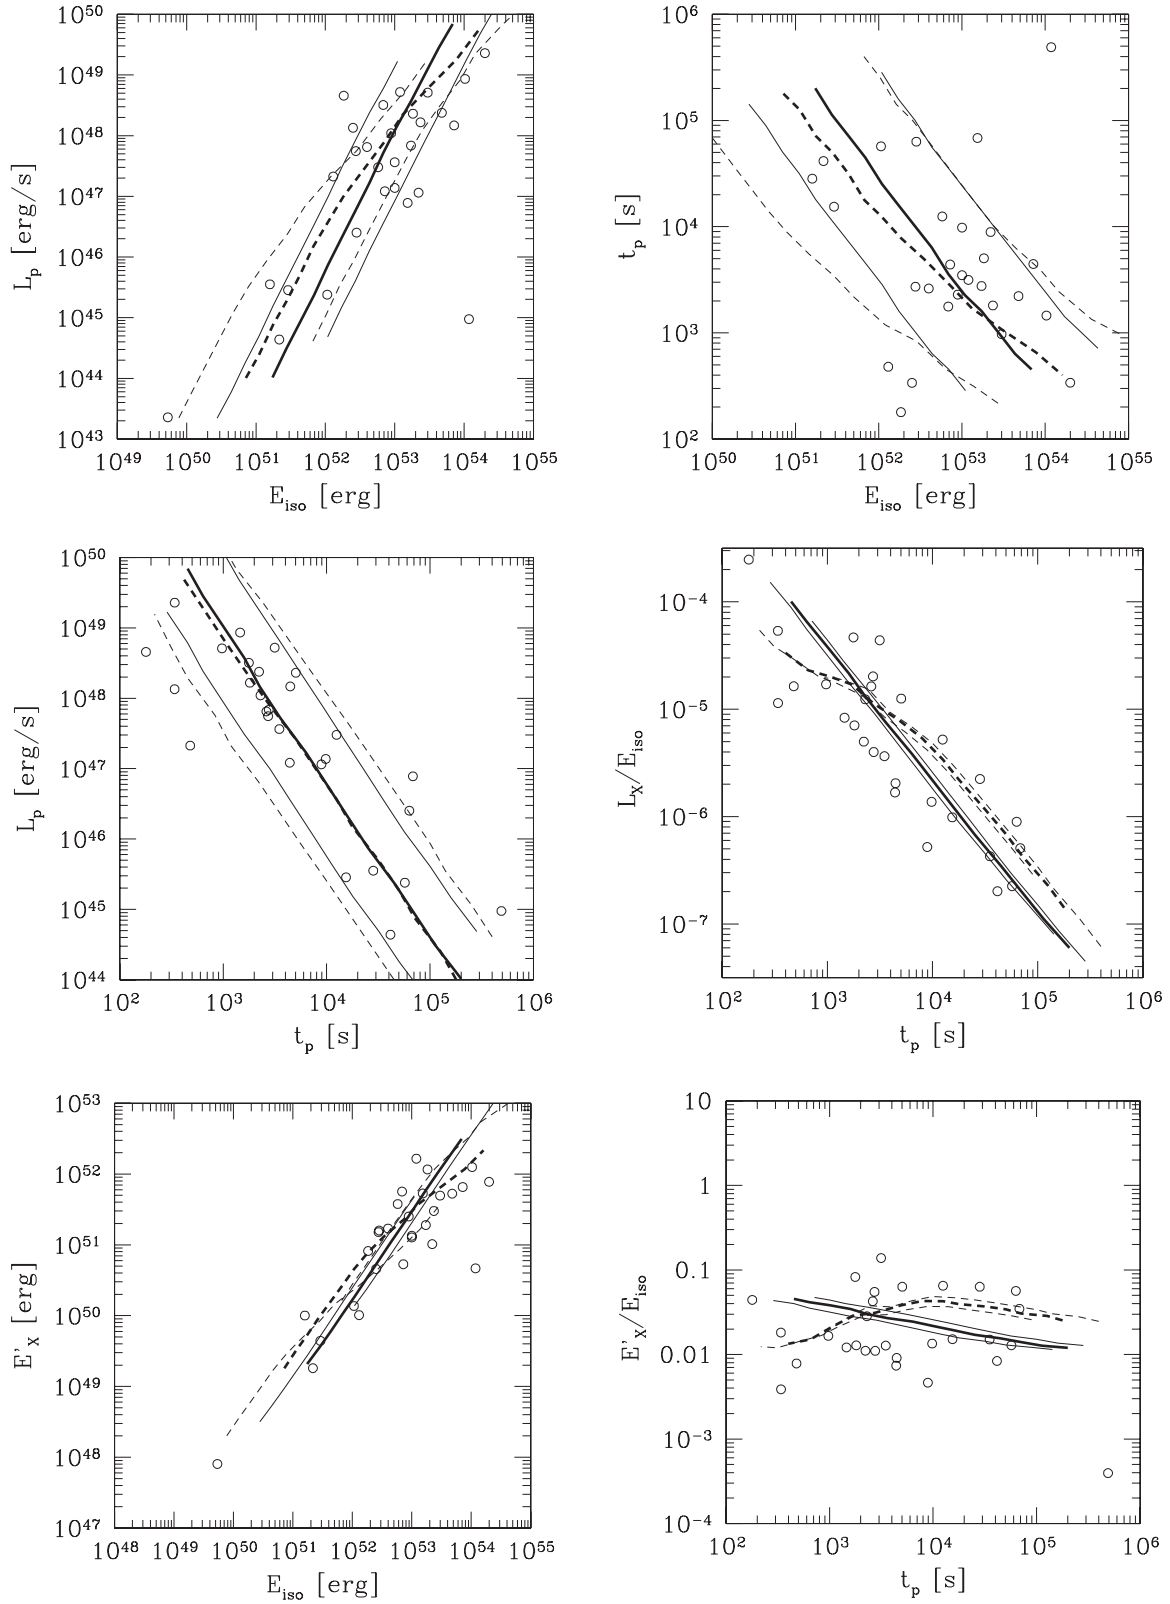 10^50 10^49 10^48 10^47 10^46 10^45 10^44 10^43
L_p [erg/s]
10^49 10^50 10^51 10^52 10^53 10^54 10^55
E_iso [erg]
10^6 10^5 10^4 10^3 10^2
t_p [s]
10^50 10^51 10^52 10^53 10^54 10^55
E_iso [erg]
10^50 10^49 10^48 10^47 10^46 10^45 10^44
L_p [erg/s]
10^2 10^3 10^4 10^5 10^6
t_p [s]
10^-4 10^-5 10^-6 10^-7
L_X/E_iso
10^2 10^3 10^4 10^5 10^6
t_p [s]
10^53 10^52 10^51 10^50 10^49 10^48 10^47
E'_X [erg]
10^48 10^49 10^50 10^51 10^52 10^53 10^54 10^55
E_iso [erg]
10 1 0.1 0.01 10^-3 10^-4
E'_X/E_iso
10^2 10^3 10^4 10^5 10^6
t_p [s]